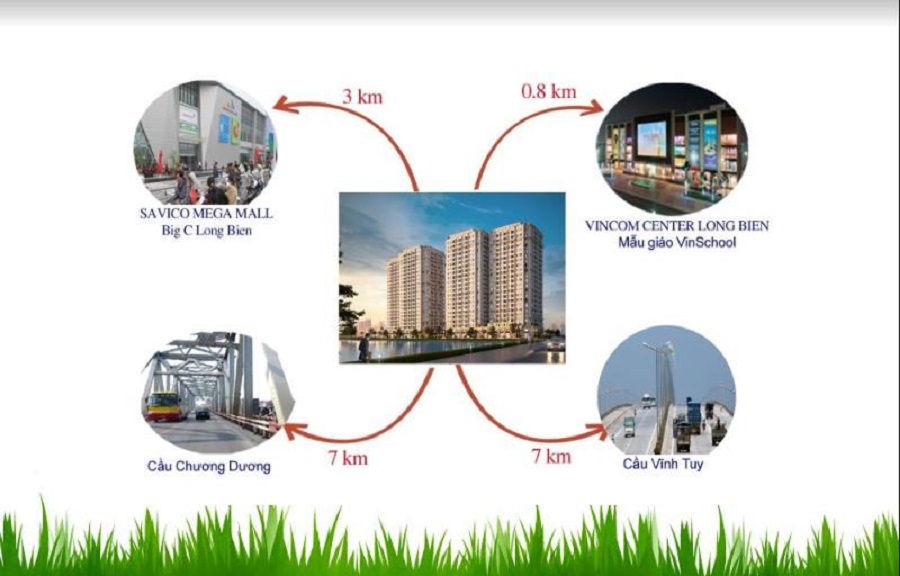 3 km
0.8 km
SAVICO MEGA MALL
Big C Long Bien
VINCOM CENTER LONG BIEN
Mẫu giáo VinSchool
Cầu Chương Dương
7 km
7 km
Cầu Vĩnh Tuy